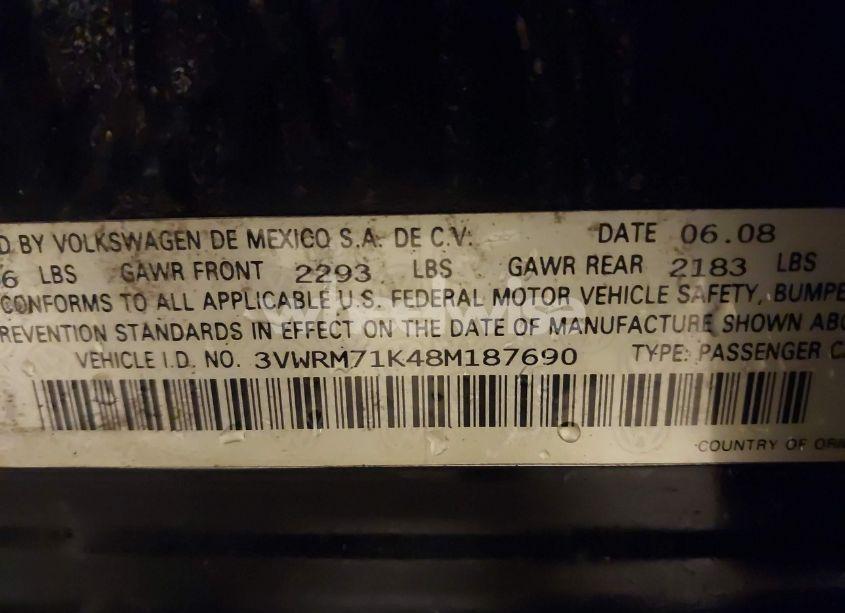 D BY VOLKSWAGEN DE MEXICO S.A. DE C.V. DATE 06.08
6 LBS GAWR FRONT 2293 LBS GAWR REAR 2183 LBS
CONFORMS TO ALL APPLICABLE U.S. FEDERAL MOTOR VEHICLE SAFETY, BUMPE
REVENTION STANDARDS IN EFFECT ON THE DATE OF MANUFACTURE SHOWN ABO
VEHICLE I.D. NO. 3VWRM71K48M187690 TYPE: PASSENGER C
COUNTRY OF ORI